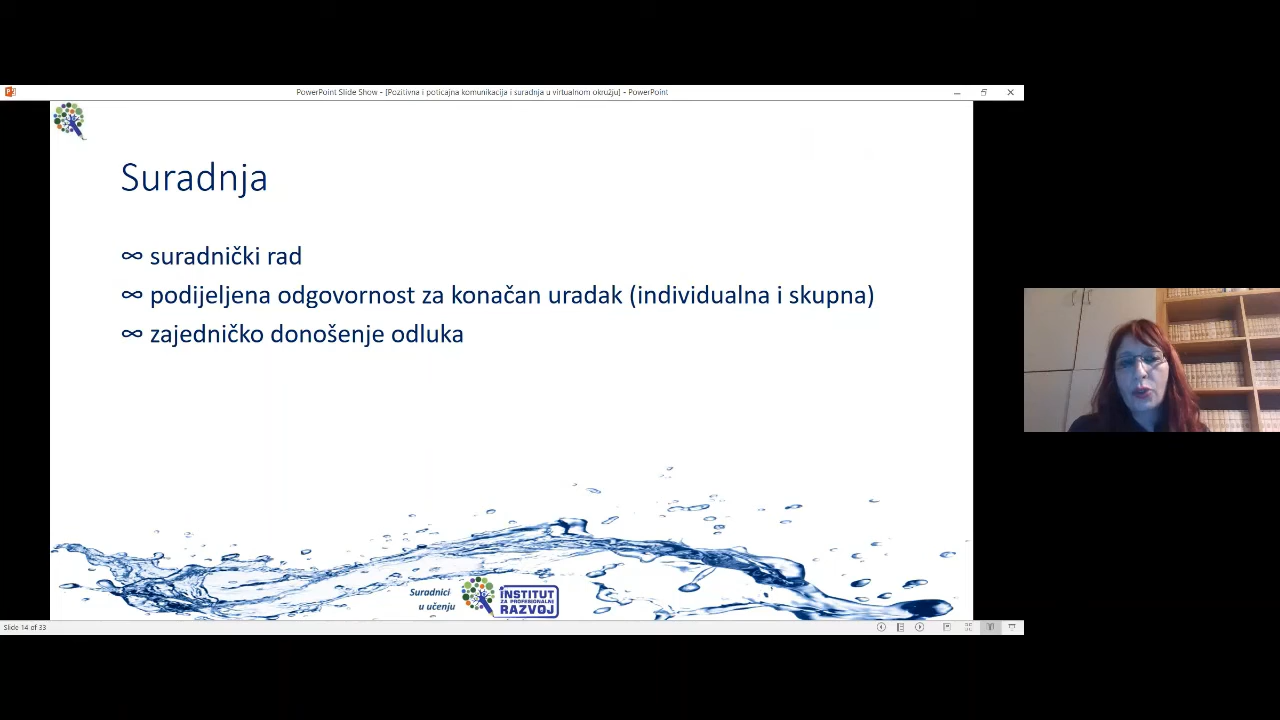 PowerPoint Slide Show - [Pozitivna i poticajna komunikacija i suradnja u virtualnom okružju] - PowerPoint
Suradnja
∞ suradnički rad
∞ podijeljena odgovornost za konačan uradak (individualna i skupna)
∞ zajedničko donošenje odluka
Suradnici
u učenju
INSTITUT
ZA PROFESIONALNI
RAZVOJ
Slide 14 of 33